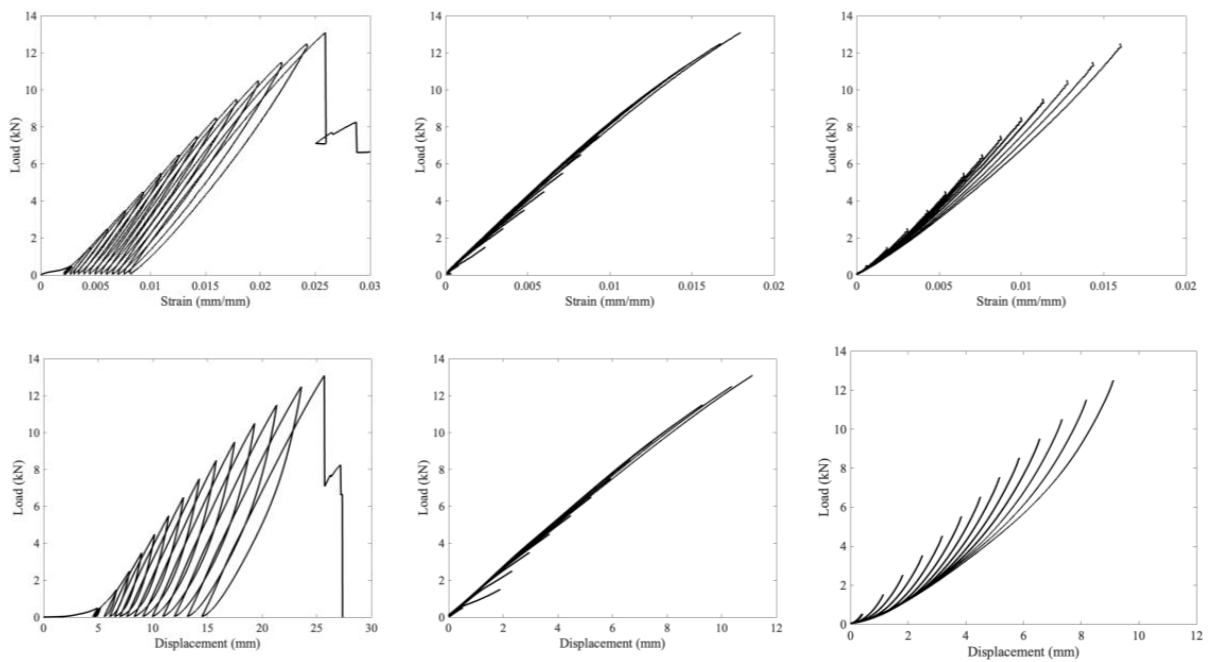 14
12
10
8
6
4
2
0
Load (kN)
0 0.005 0.01 0.015 0.02 0.025 0.03
Strain (mm/mm)
14
12
10
8
6
4
2
0
Load (kN)
0 0.005 0.01 0.015 0.02
Strain (mm/mm)
14
12
10
8
6
4
2
0
Load (kN)
0 0.005 0.01 0.015 0.02
Strain (mm/mm)
14
12
10
8
6
4
2
0
Load (kN)
0 5 10 15 20 25 30
Displacement (mm)
14
12
10
8
6
4
2
0
Load (kN)
0 2 4 6 8 10 12
Displacement (mm)
14
12
10
8
6
4
2
0
Load (kN)
0 2 4 6 8 10 12
Displacement (mm)